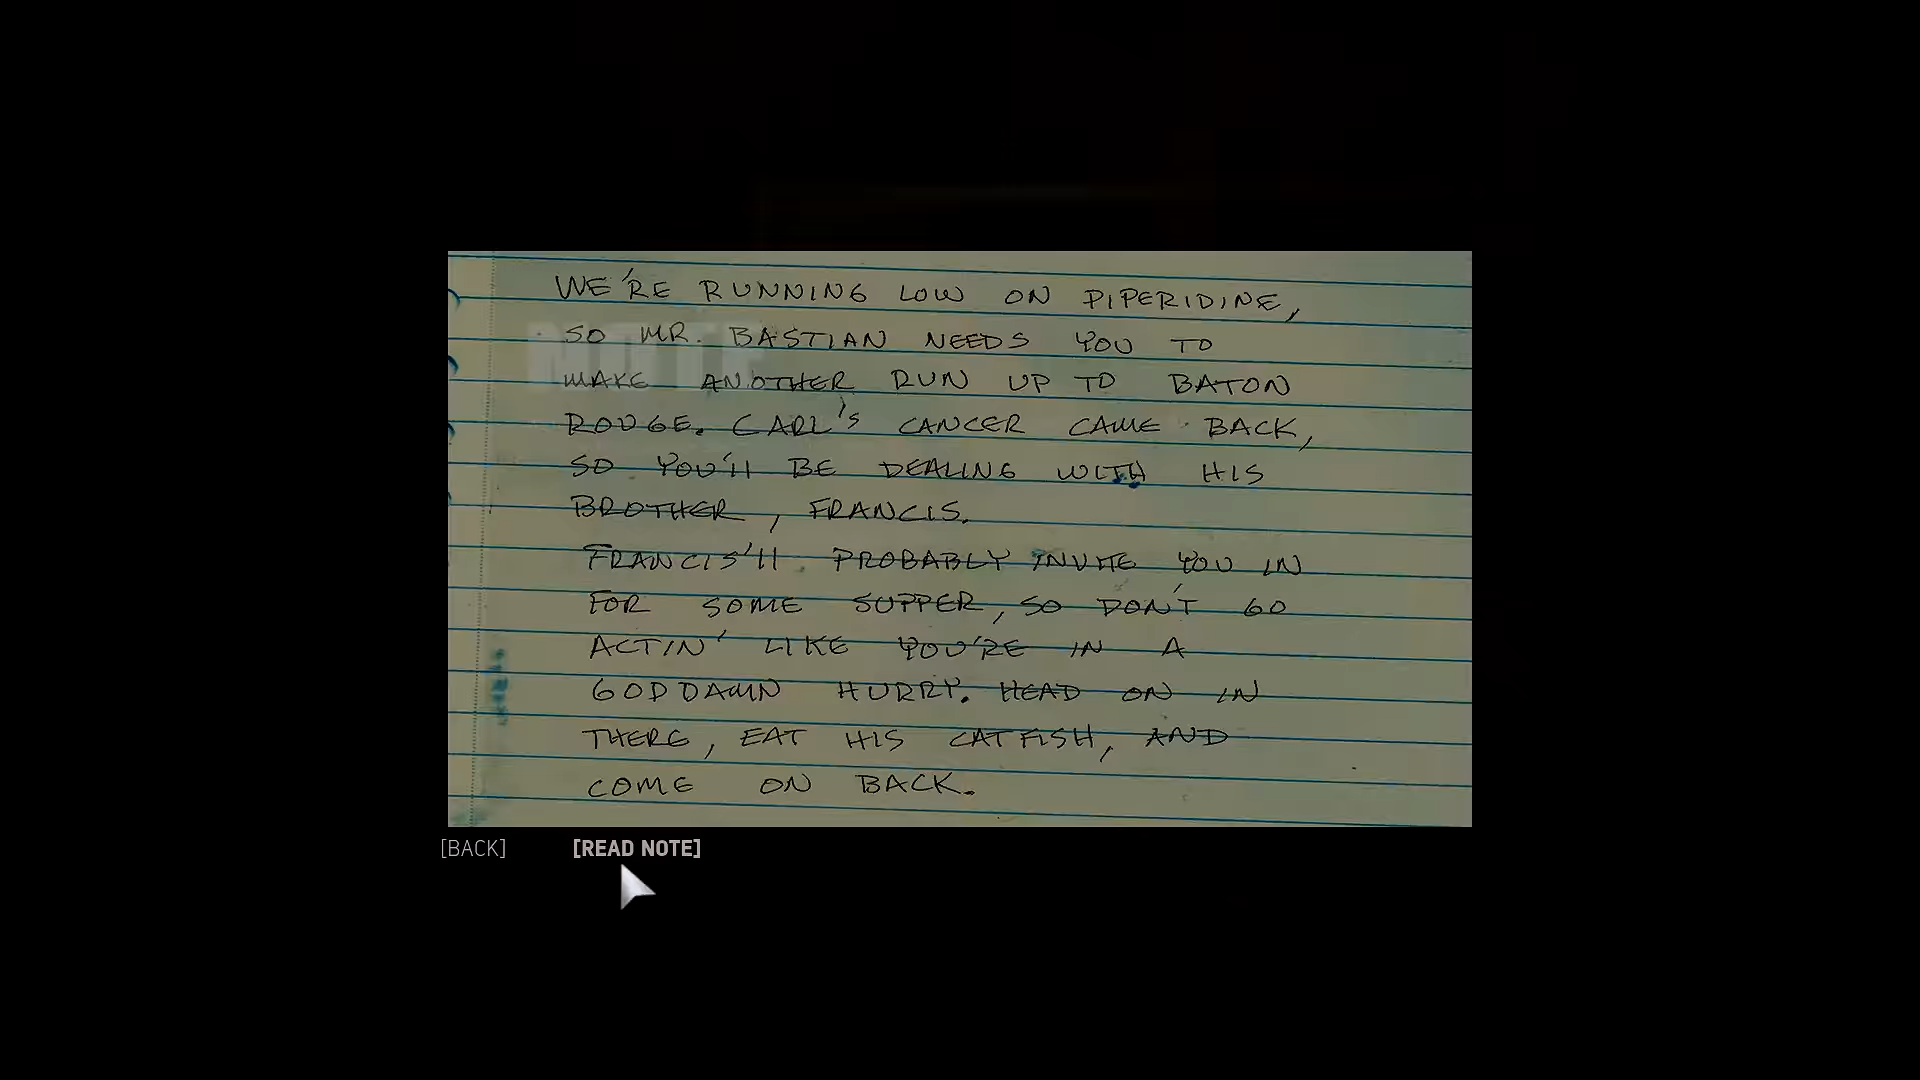 WE'RE RUNNING LOW ON PIPERIDINE,
SO MR. BASTIAN NEEDS YOU TO
MAKE ANOTHER RUN UP TO BATON
ROUGE. CARL'S CANCER CAME BACK,
SO YOU'll BE DEALING WITH HIS
BROTHER, FRANCIS.
FRANCIS'll PROBABLY INVITE YOU IN
FOR SOME SUPPER, SO DON'T GO
ACTIN' LIKE YOU'RE IN A
GODDAMN HURRY. HEAD ON IN
THERE, EAT HIS CATFISH, AND
COME ON BACK.
NOTE
[BACK] [READ NOTE]